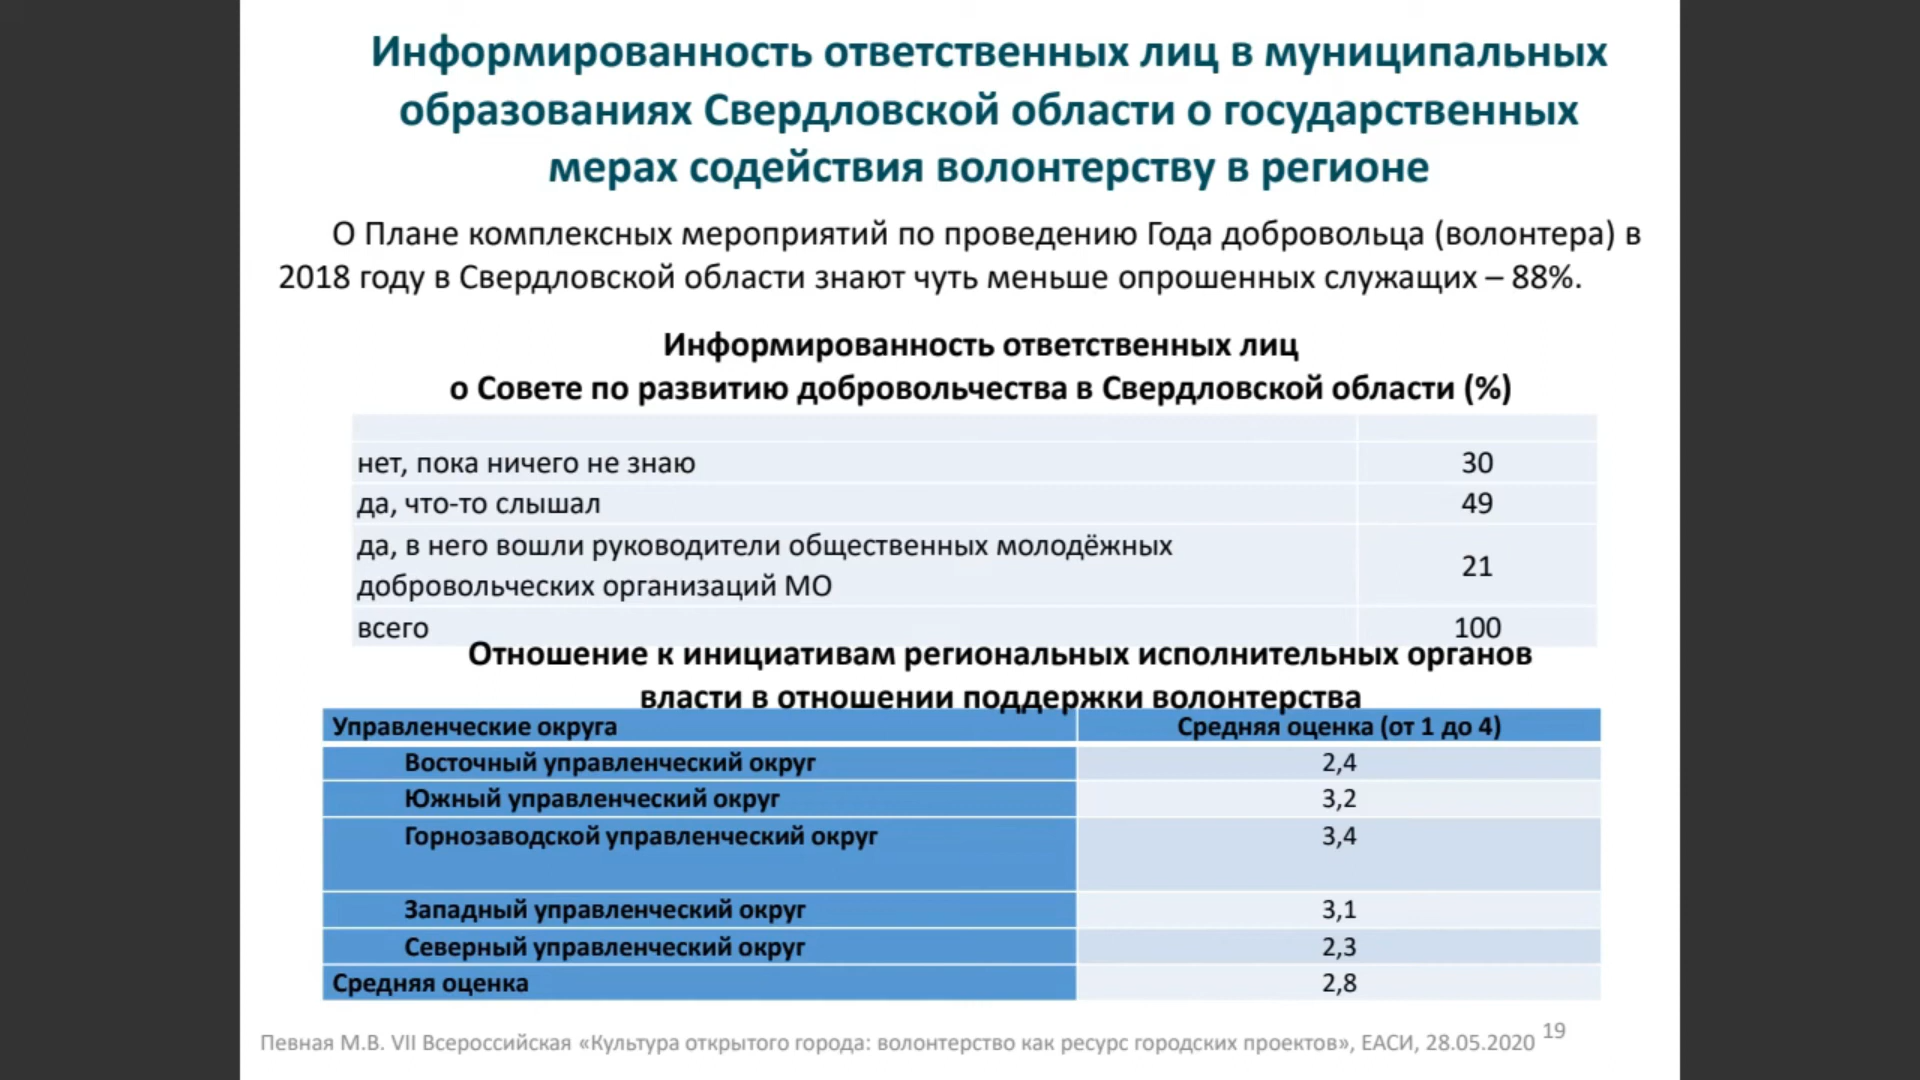 Информированность ответственных лиц в муниципальных
образованиях Свердловской области о государственных
мерах содействия волонтерству в регионе
О Плане комплексных мероприятий по проведению Года добровольца (волонтера) в
2018 году в Свердловской области знают чуть меньше опрошенных служащих – 88%.
Информированность ответственных лиц
о Совете по развитию добровольчества в Свердловской области (%)
нет, пока ничего не знаю 30
да, что-то слышал 49
да, в него вошли руководители общественных молодёжных
добровольческих организаций МО 21
всего 100
Отношение к инициативам региональных исполнительных органов
власти в отношении поддержки волонтерства
Управленческие округа Средняя оценка (от 1 до 4)
Восточный управленческий округ 2,4
Южный управленческий округ 3,2
Горнозаводской управленческий округ 3,4
Западный управленческий округ 3,1
Северный управленческий округ 2,3
Средняя оценка 2,8
Певная М.В. VII Всероссийская «Культура открытого города: волонтерство как ресурс городских проектов», ЕАСИ, 28.05.2020 19